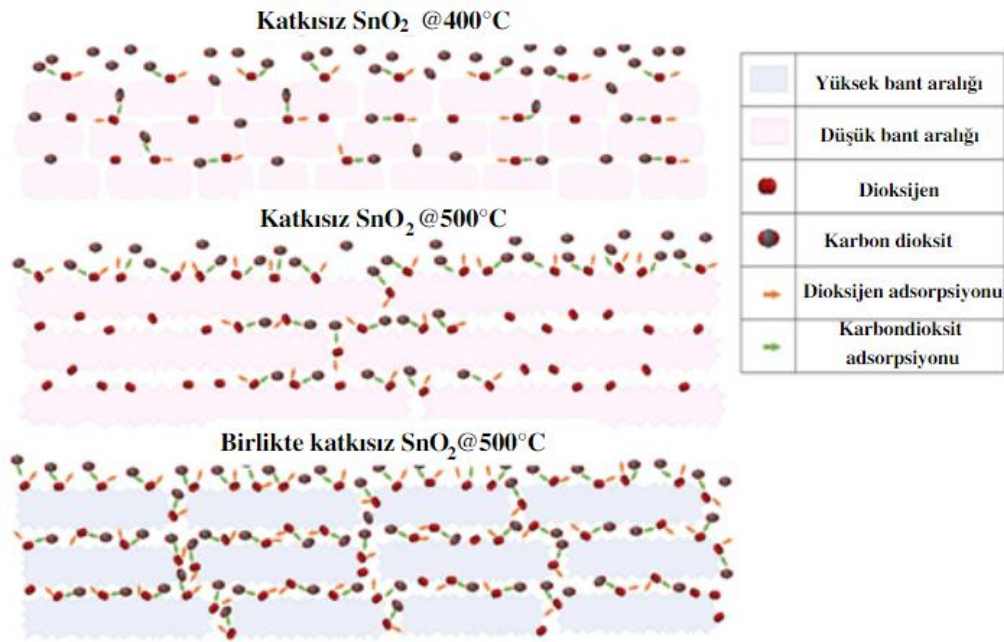 Katkısız SnO₂ @400°C
Yüksek bant aralığı
Düşük bant aralığı
Dioksijen
Katkısız SnO₂@500°C
Karbon dioksit
Dioksijen adsorpsiyonu
Karbondioksit
adsorpsiyonu
Birlikte katkısız SnO₂@500°C